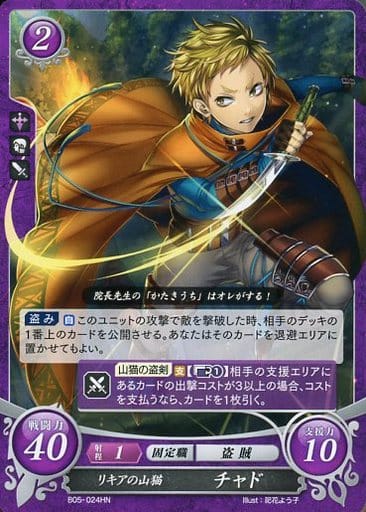 2
院長先生の「かたきうち」はオレがする!
盗み 自 このユニットの攻撃で敵を撃破した時、相手のデッキの
1番上のカードを公開させる。あなたはそのカードを退避エリアに
置かせてもよい。
山猫の盗剣 支 【1】相手の支援エリアに
あるカードの出撃コストが3以上の場合、コスト
を支払うなら、カードを1枚引く。
戦闘力
40
射程 1 固定職 盗賊
支援力
10
リキアの山猫 チャド
B05-024HN
Illust:記花よう子